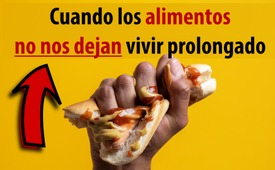 Cuando los alimentos
no nos dejan vivir prolongado